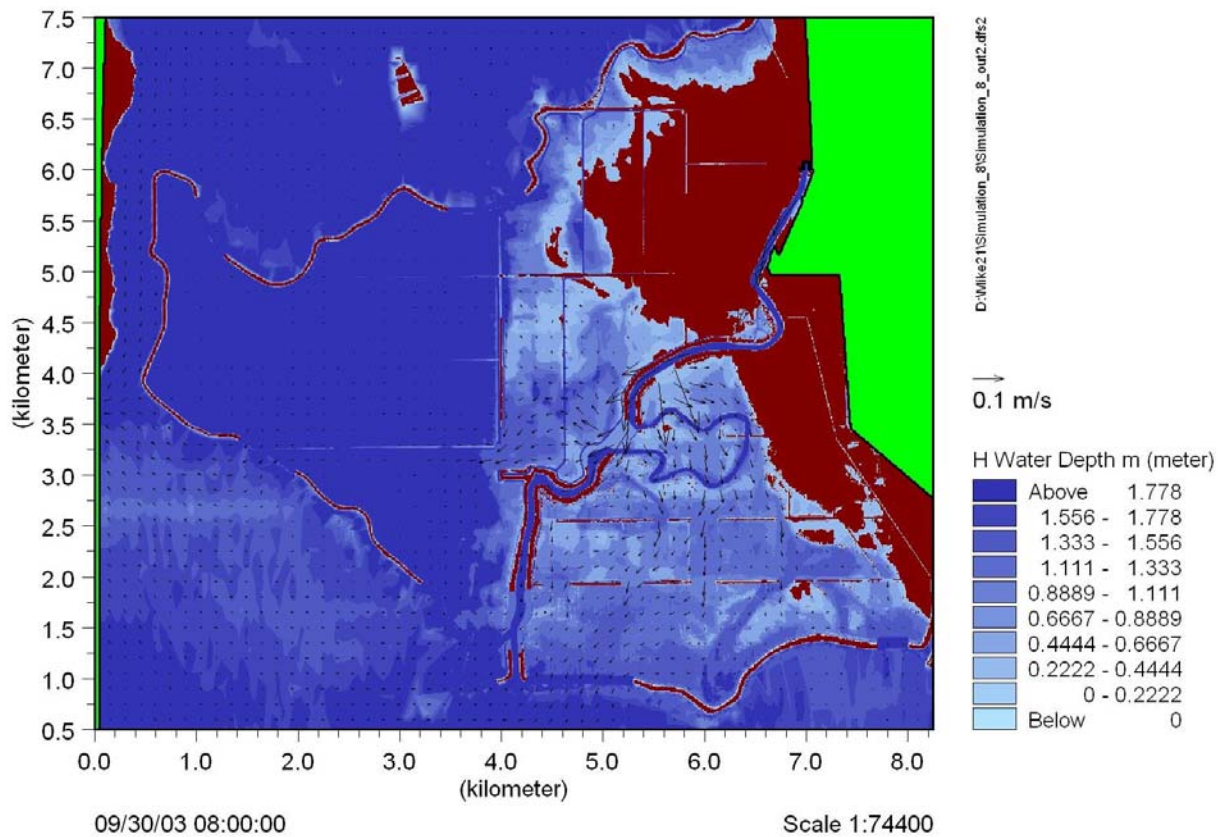 7.5
7.0
6.5
6.0
5.5
5.0
4.5
4.0
3.5
3.0
2.5
2.0
1.5
1.0
0.5
(kilometer)
0.0 1.0 2.0 3.0 4.0 5.0 6.0 7.0 8.0
(kilometer)
09/30/03 08:00:00
Scale 1:74400
D:\Mike21\Simulation_8\Simulation_8_out2.dfs2
0.1 m/s
H Water Depth m (meter)
Above 1.778
1.556 - 1.778
1.333 - 1.556
1.111 - 1.333
0.8889 - 1.111
0.6667 - 0.8889
0.4444 - 0.6667
0.2222 - 0.4444
0 - 0.2222
Below 0